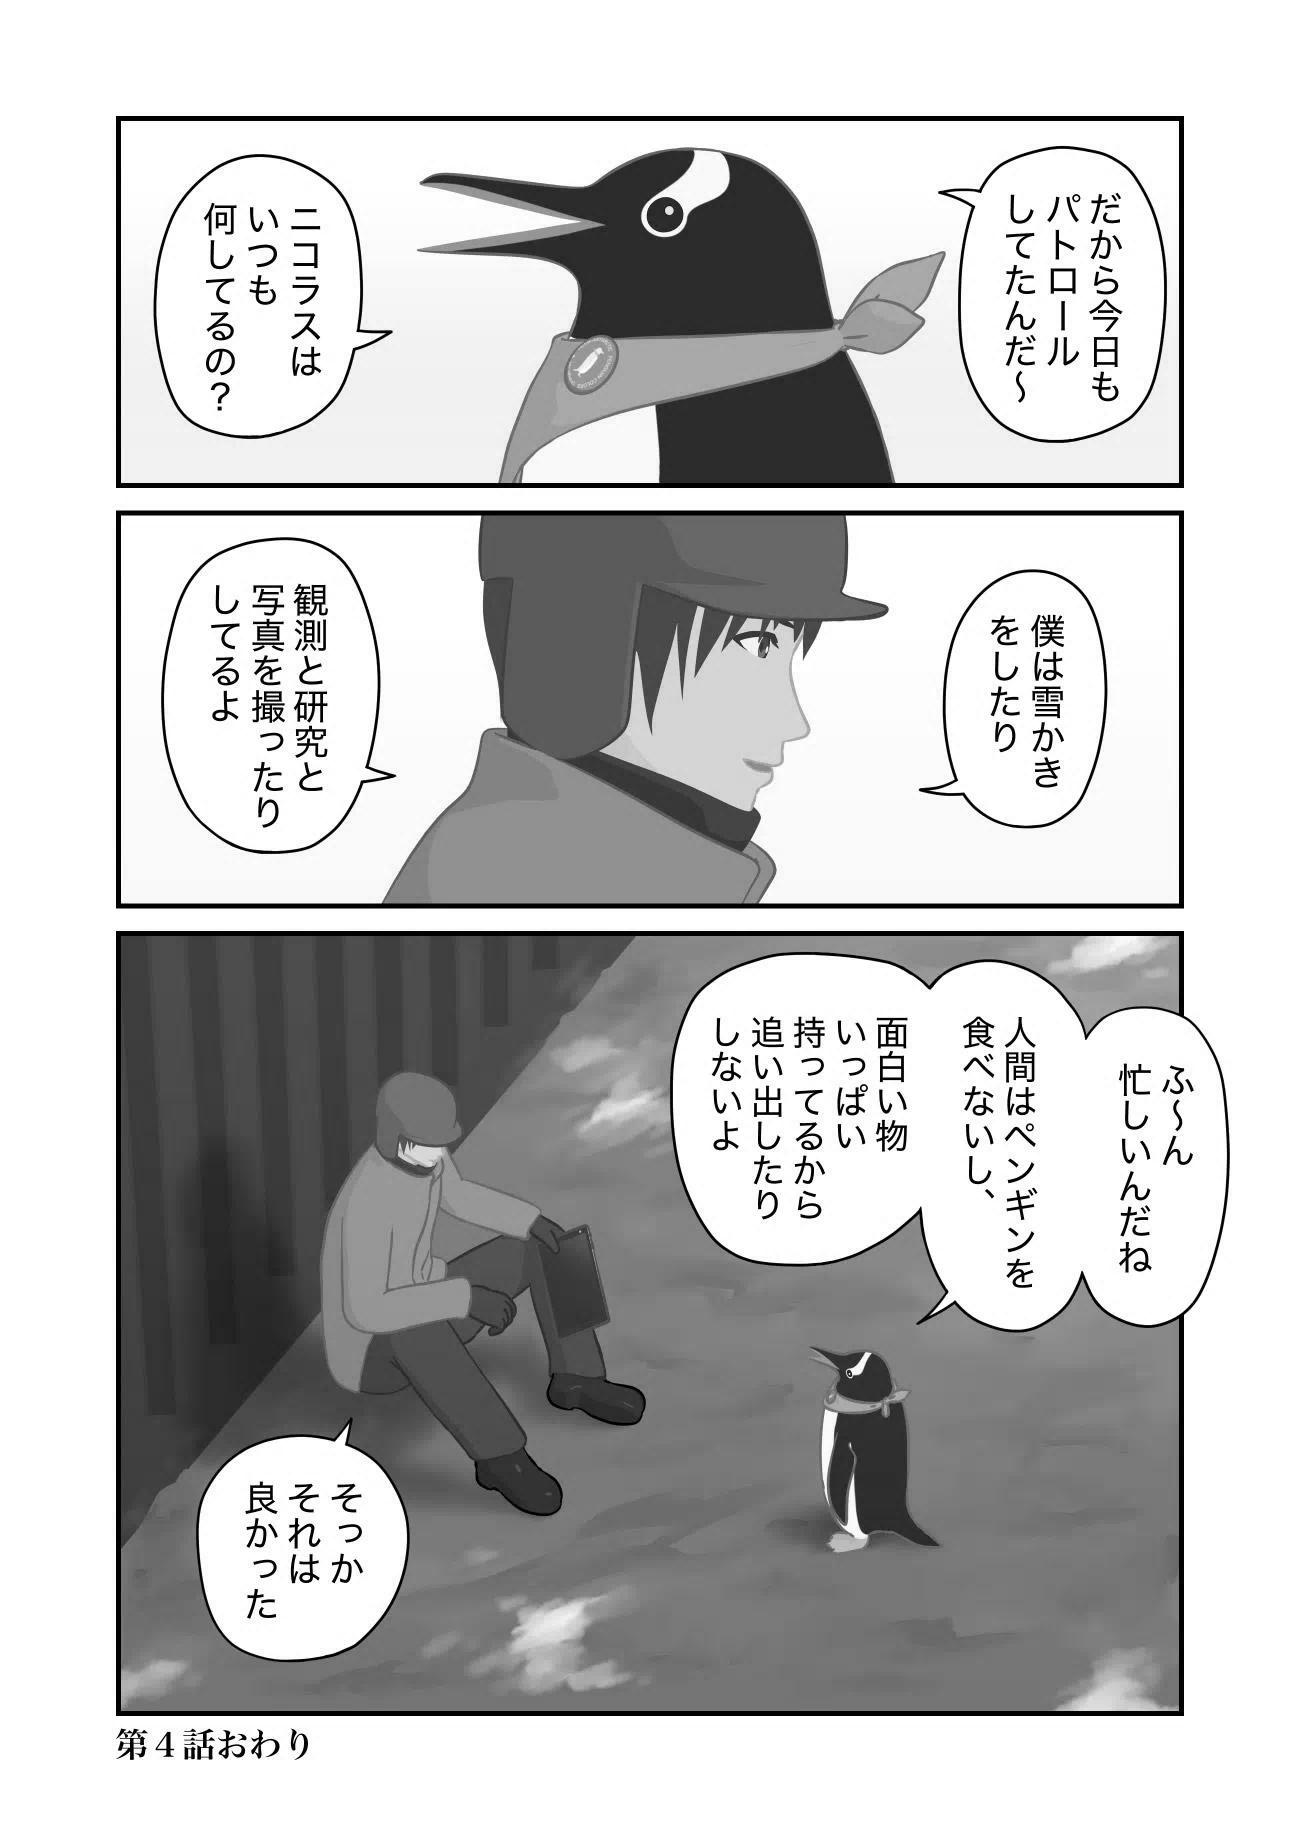 だから今日も
パトロール
してたんだ～
ニコラスは
いつも
何してるの？
僕は雪かき
をしたり
観測と研究と
写真を撮ったり
してるよ
ふ～ん
忙しいんだね
人間はペンギンを
食べないし、
面白い物
いっぱい
持ってるから
追い出したり
しないよ
そっか
それは
良かった
第４話おわり